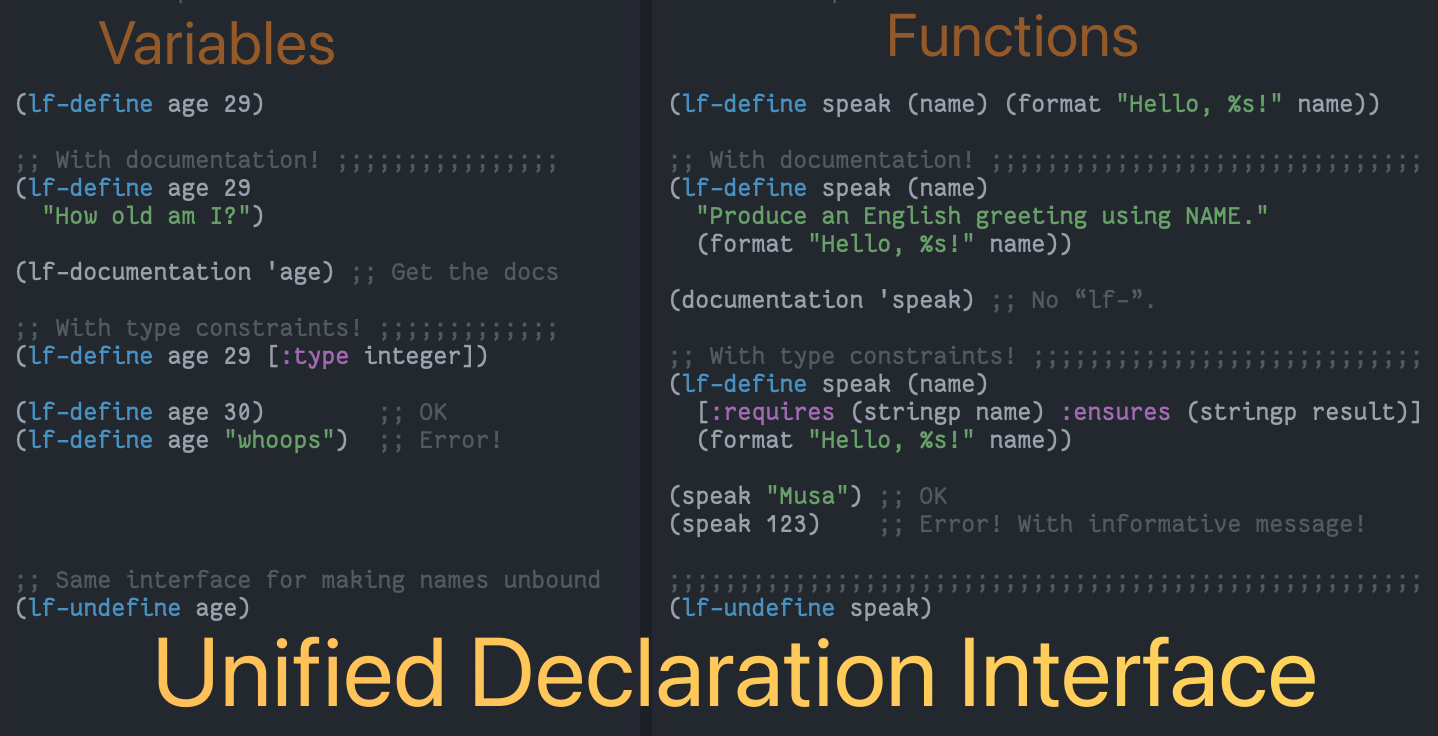 Variables
(lf-define age 29)
;; With documentation! ;;;;;;;;;;;;;;;;
(lf-define age 29
"How old am I?")
(lf-documentation 'age) ;; Get the docs
;; With type constraints! ;;;;;;;;;;;;;
(lf-define age 29 [:type integer])
(lf-define age 30) ;; OK
(lf-define age "whoops") ;; Error!
;; Same interface for making names unbound
(lf-undefine age)
Functions
(lf-define speak (name) (format "Hello, %s!" name))
;; With documentation! ;;;;;;;;;;;;;;;;;;;;;;;;;;;;;;;
(lf-define speak (name)
"Produce an English greeting using NAME."
(format "Hello, %s!" name))
(documentation 'speak) ;; No “lf-”.
;; With type constraints! ;;;;;;;;;;;;;;;;;;;;;;;;;;;;
(lf-define speak (name)
[:requires (stringp name) :ensures (stringp result)]
(format "Hello, %s!" name))
(speak "Musa") ;; OK
(speak 123) ;; Error! With informative message!
;;;;;;;;;;;;;;;;;;;;;;;;;;;;;;;;;;;;;;;;;;;;;;;;;;;;;;
(lf-undefine speak)
Unified Declaration Interface